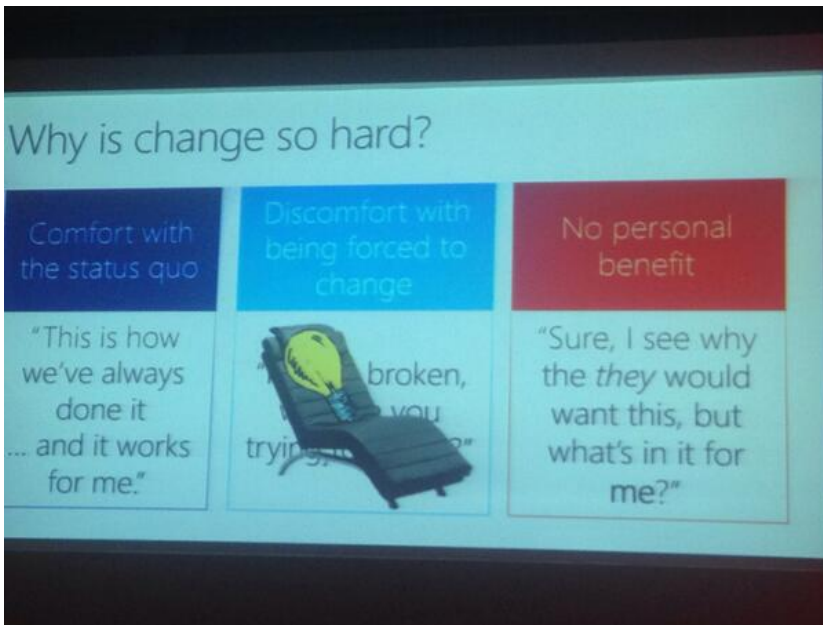 Why is change so hard?
Comfort with
the status quo
"This is how
we've always
done it
... and it works
for me."
Discomfort with
being forced to
change
broken,
you
trying
No personal
benefit
"Sure, I see why
the they would
want this, but
what's in it for
me?"